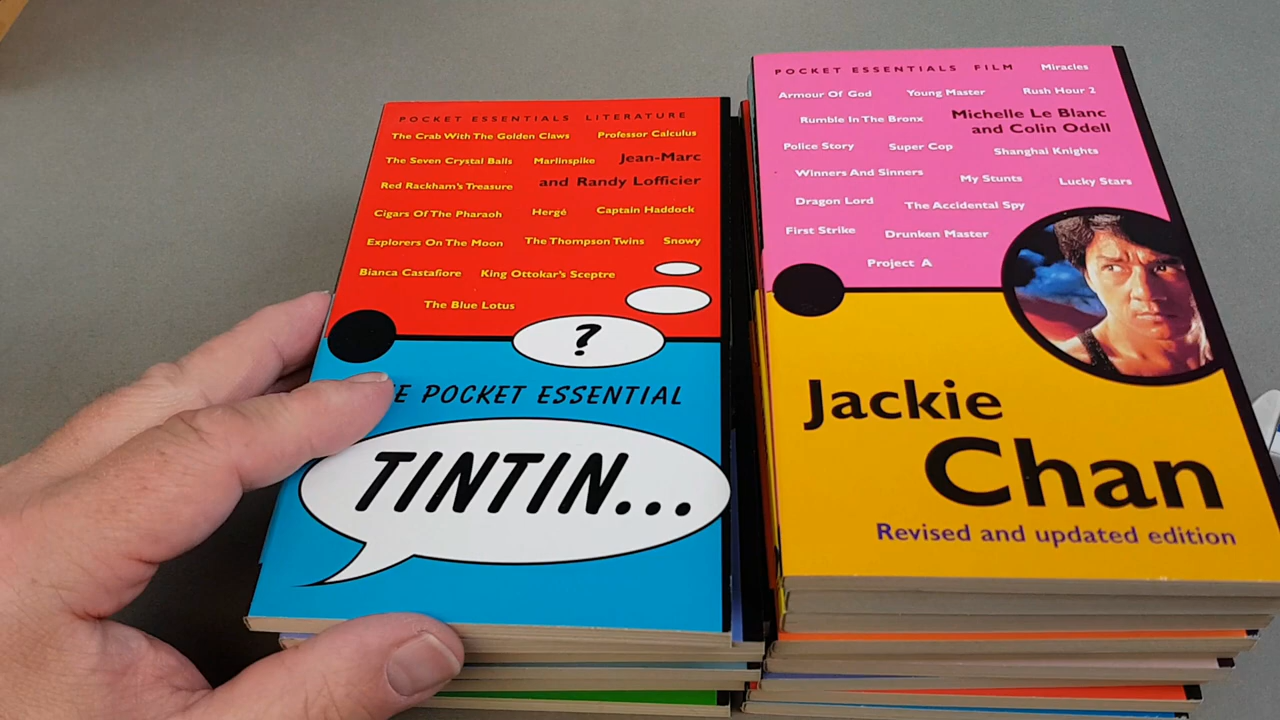 POCKET ESSENTIALS LITERATURE
The Crab With The Golden Claws Professor Calculus
The Seven Crystal Balls Marlinspike Jean-Marc
Red Rackham's Treasure and Randy Lofficier
Cigars Of The Pharaoh Hergé Captain Haddock
Explorers On The Moon The Thompson Twins Snowy
Bianca Castafiore King Ottokar's Sceptre
The Blue Lotus
?
POCKET ESSENTIAL
TINTIN...
POCKET ESSENTIALS FILM Miracles
Armour Of God Young Master Rush Hour 2
Rumble In The Bronx Michelle Le Blanc
and Colin Odell
Police Story Super Cop Shanghai Knights
Winners And Sinners My Stunts Lucky Stars
Dragon Lord The Accidental Spy
First Strike Drunken Master
Project A
Jackie
Chan
Revised and updated edition